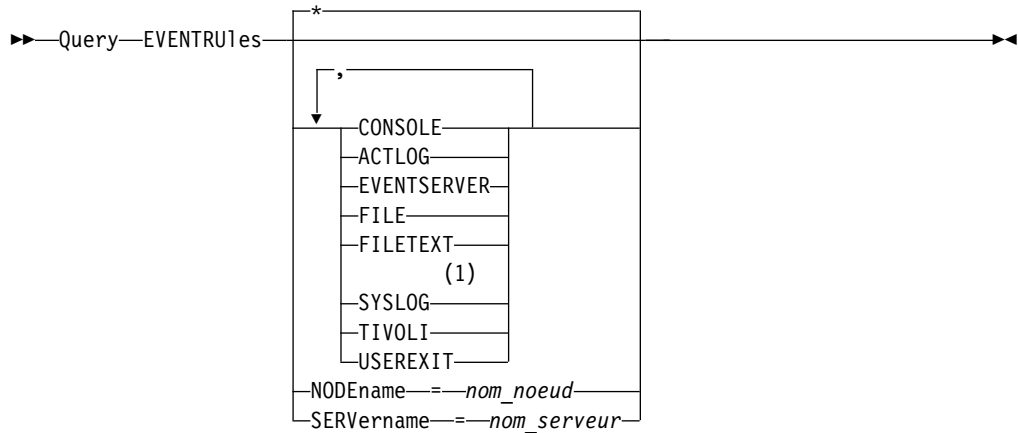 *
Query EVENTRUles
,
CONSOLE
ACTLOG
EVENTSERVER
FILE
FILETEXT
(1)
SYSLOG
TIVOLI
USEREXIT
NODEname = nom_noeud
SERVername = nom_serveur